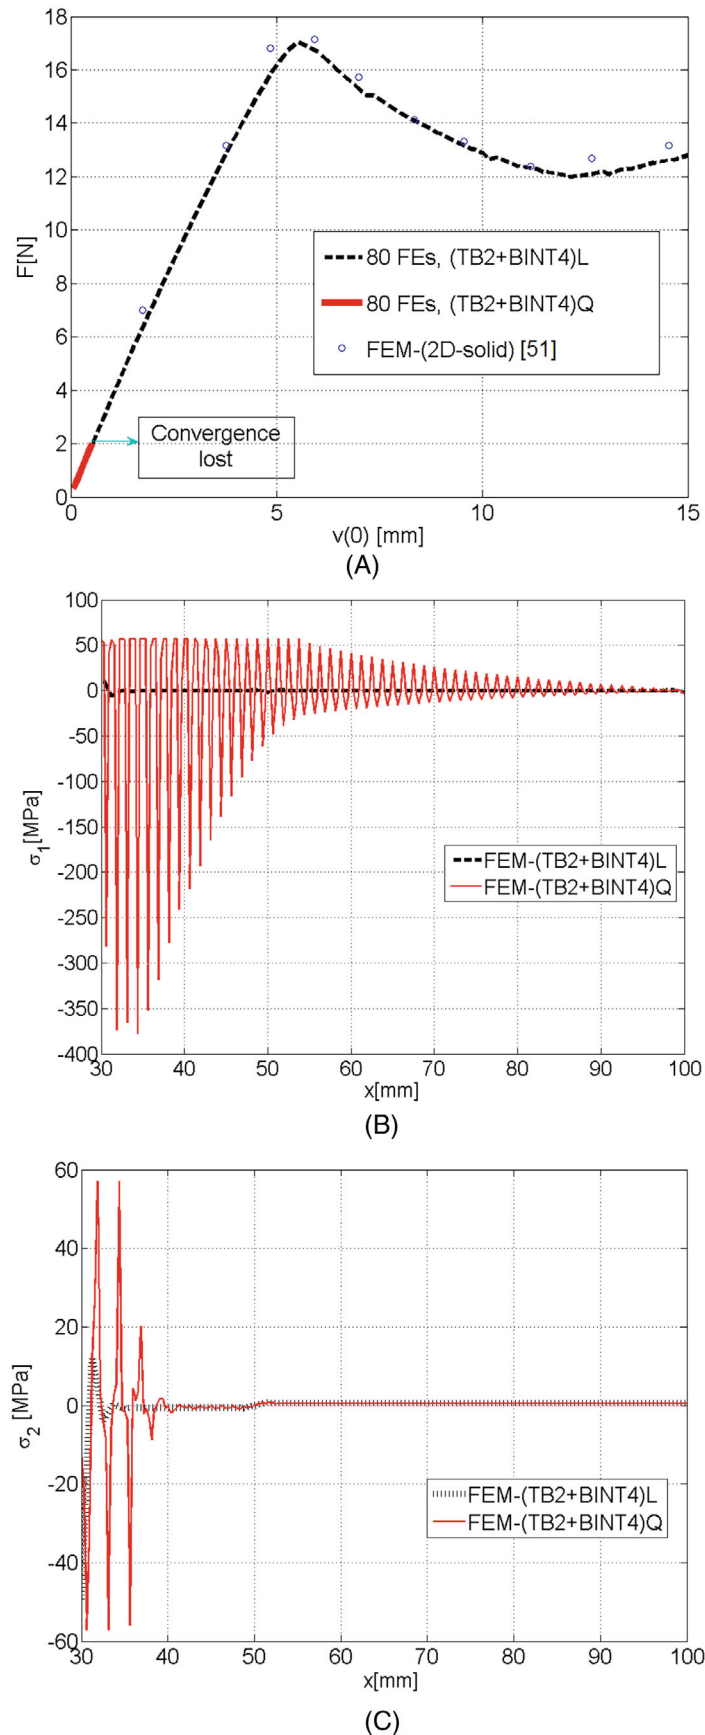 18
16
14
12
10
8
6
4
2
0
F[N]
80 FEs, (TB2+BINT4)L
80 FEs, (TB2+BINT4)Q
FEM-(2D-solid) [51]
Convergence
lost
0
5
10
15
v(0) [mm]
(A)
100
50
0
-50
-100
-150
-200
-250
-300
-350
-400
σ1[MPa]
FEM-(TB2+BINT4)L
FEM-(TB2+BINT4)Q
30
40
50
60
70
80
90
100
x[mm]
(B)
60
40
20
0
-20
-40
-60
σ2 [MPa]
FEM-(TB2+BINT4)L
FEM-(TB2+BINT4)Q
30
40
50
60
70
80
90
100
x[mm]
(C)